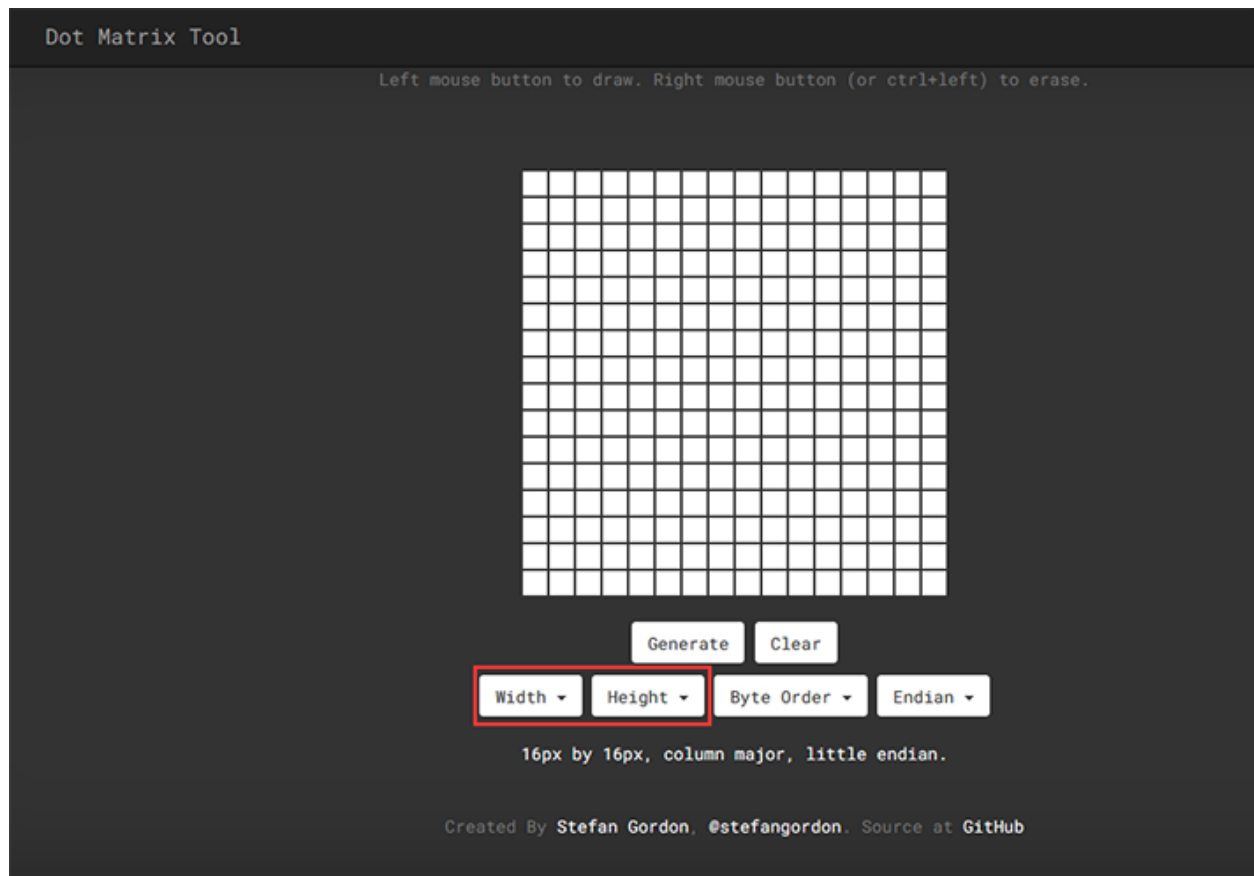 Dot Matrix Tool
Left mouse button to draw. Right mouse button (or ctrl+left) to erase.
Generate Clear
Width Height Byte Order Endian
16px by 16px, column major, little endian.
Created By Stefan Gordon, @stefangordon. Source at GitHub